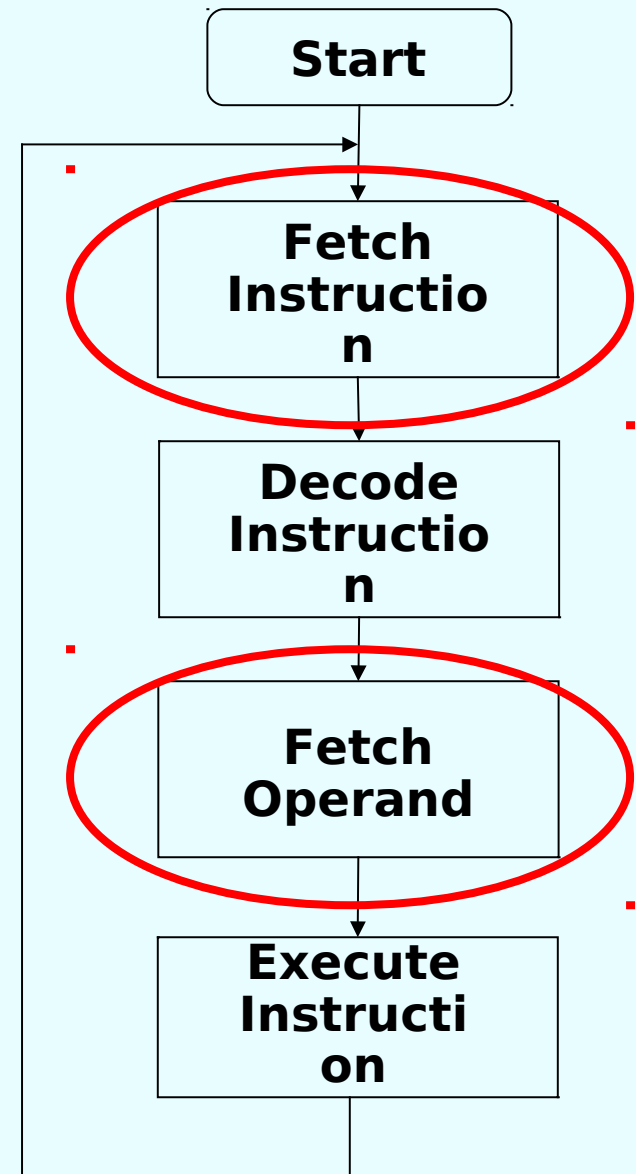 Start
Fetch
Instructio
n
Decode
Instructio
n
Fetch
Operand
Execute
Instructi
on